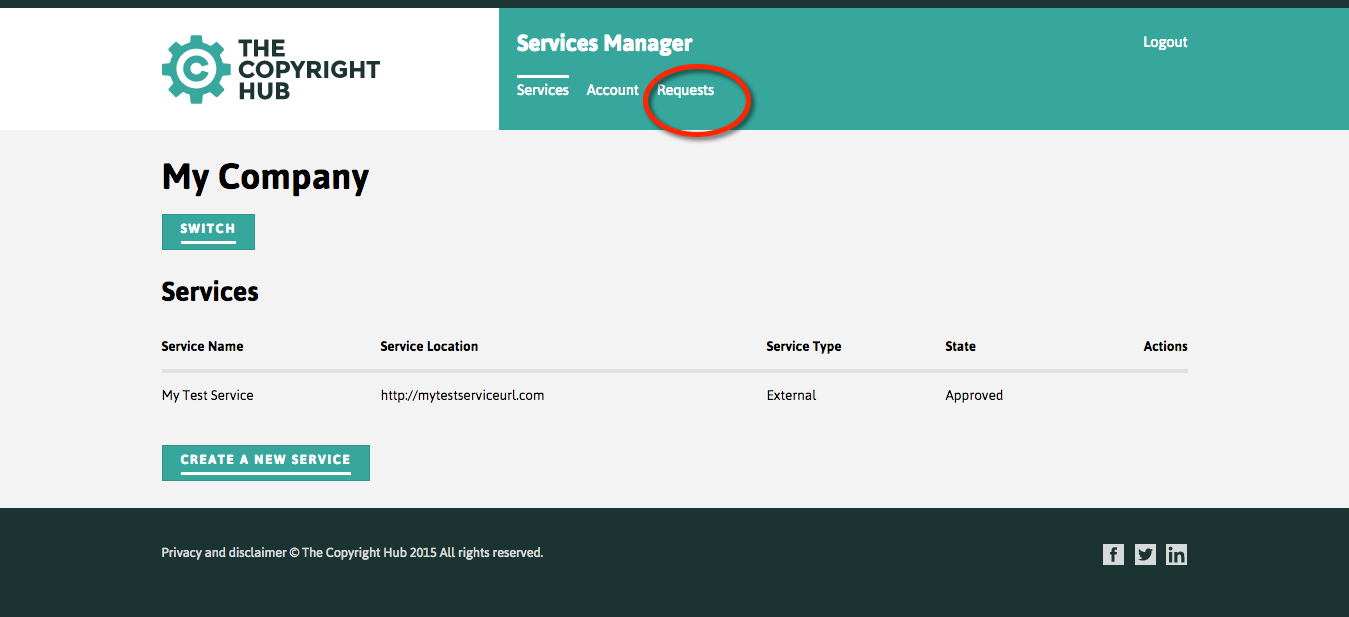 THE
COPYRIGHT
HUB
Services Manager
Logout
Services Account Requests
My Company
SWITCH
Services
Service Name Service Location Service Type State Actions
My Test Service http://mytestserviceurl.com External Approved
CREATE A NEW SERVICE
Privacy and disclaimer © The Copyright Hub 2015 All rights reserved.